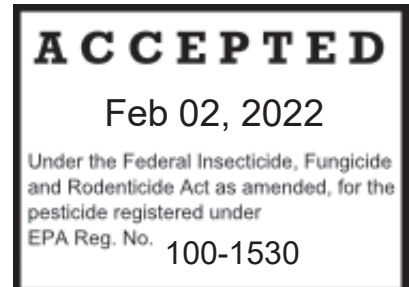 ACCEPTED
Feb 02, 2022
Under the Federal Insecticide, Fungicide
and Rodenticide Act as amended, for the
pesticide registered under
EPA Reg. No. 100-1530